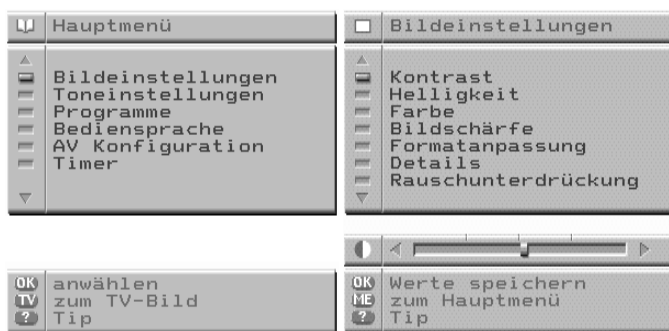 Hauptmenü
Bildeinstellungen
Toneinstellungen
Programme
Bediensprache
AV Konfiguration
Timer
OK anwählen
TV zum TV-Bild
? Tip
Bildeinstellungen
Kontrast
Helligkeit
Farbe
Bildschärfe
Formatanpassung
Details
Rauschunterdrückung
OK Werte speichern
ME zum Hauptmenü
? Tip